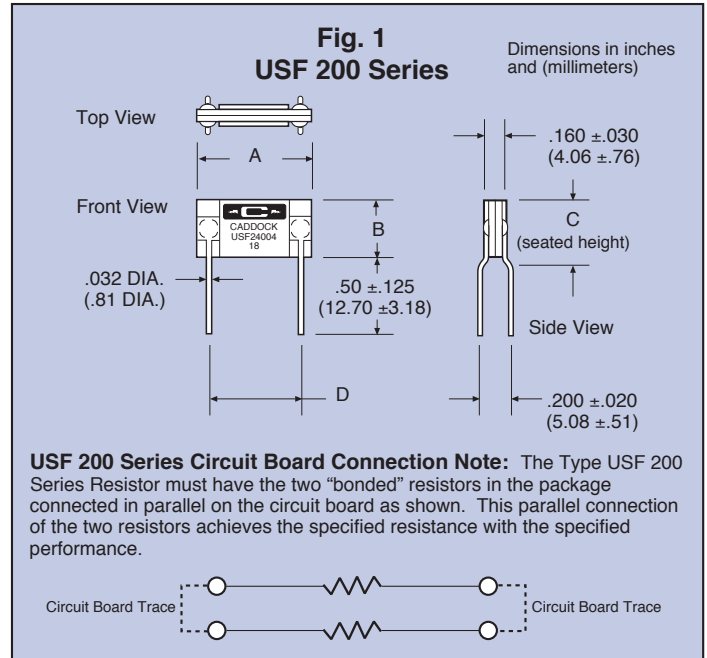 Fig. 1
USF 200 Series
Dimensions in inches
and (millimeters)
Top View
A
.160 ±.030
(4.06 ±.76)
Front View
CADDOCK
USF24004
18
B
C
(seated height)
.032 DIA.
(.81 DIA.)
.50 ±.125
(12.70 ±3.18)
Side View
D
.200 ±.020
(5.08 ±.51)
USF 200 Series Circuit Board Connection Note: The Type USF 200
Series Resistor must have the two “bonded” resistors in the package
connected in parallel on the circuit board as shown. This parallel connection
of the two resistors achieves the specified resistance with the specified
performance.
Circuit Board Trace
Circuit Board Trace